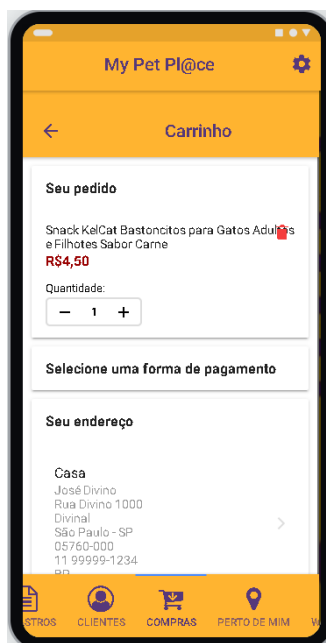 My Pet Pl@ce
Carrinho
Seu pedido
Snack KelCat Bastoncitos para Gatos Adultos
e Filhotes Sabor Carne
R$4,50
Quantidade:
1
Selecione uma forma de pagamento
Seu endereço
Casa
José Divino
Rua Divino 1000
Divinal
São Paulo - SP
05760-000
11 99999-1234
BR
STROS CLIENTES COMPRAS PERTO DE MIM W